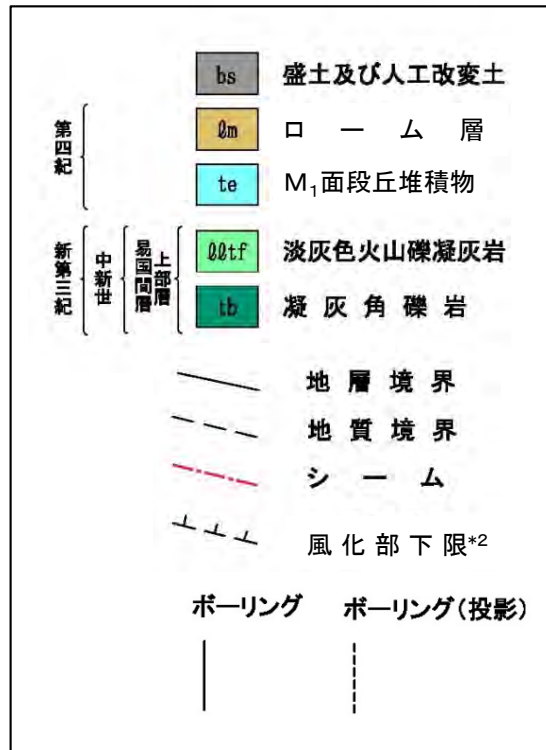 bs 盛土及び人工改変土
第四紀
ℓm ローム層
te M₁面段丘堆積物
新第三紀
中新世
易国間層
上部層
ℓℓtf 淡灰色火山礫凝灰岩
tb 凝灰角礫岩
地層境界
地質境界
シーム
風化部下限*2
ボーリング ボーリング(投影)